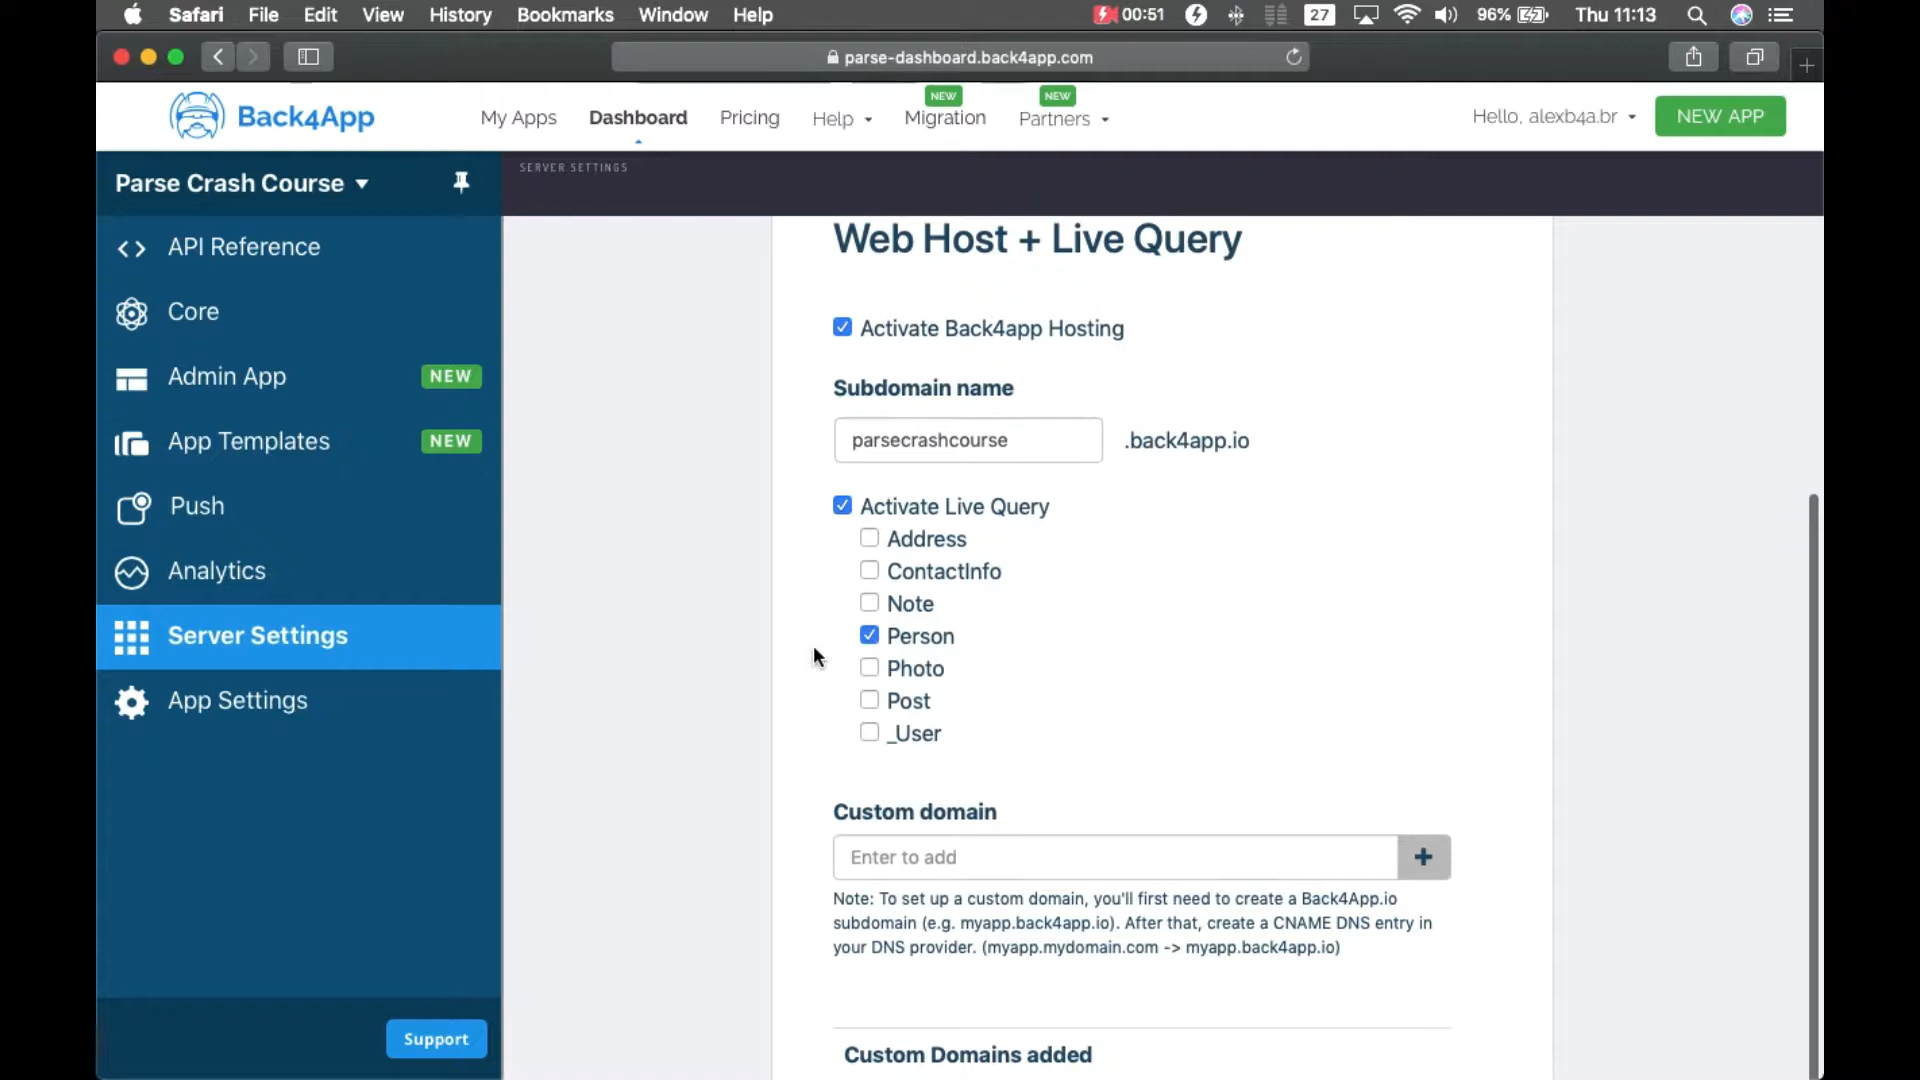 Safari File Edit View History Bookmarks Window Help 00:51 27 96% Thu 11:13
parse-dashboard.back4app.com
Back4App My Apps Dashboard Pricing Help NEW Migration NEW Partners Hello, alexb4a.br NEW APP
Parse Crash Course
SERVER SETTINGS
API Reference
Core
Admin App NEW
App Templates NEW
Push
Analytics
Server Settings
App Settings
Support
Web Host + Live Query
Activate Back4app Hosting
Subdomain name
parsecrashcourse .back4app.io
Activate Live Query
Address
ContactInfo
Note
Person
Photo
Post
_User
Custom domain
Enter to add +
Note: To set up a custom domain, you'll first need to create a Back4App.io
subdomain (e.g. myapp.back4app.io). After that, create a CNAME DNS entry in
your DNS provider. (myapp.mydomain.com -> myapp.back4app.io)
Custom Domains added